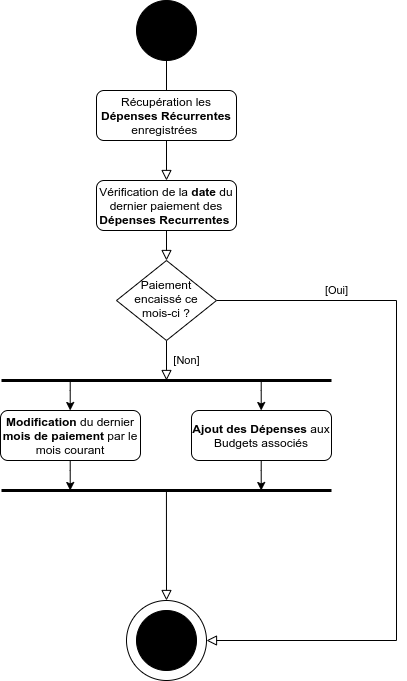 Récupération les
Dépenses Récurrentes
enregistrées
Vérification de la date du
dernier paiement des
Dépenses Recurrentes
Paiement
encaissé ce
mois-ci ?
[Oui]
[Non]
Modification du dernier
mois de paiement par le
mois courant
Ajout des Dépenses aux
Budgets associés